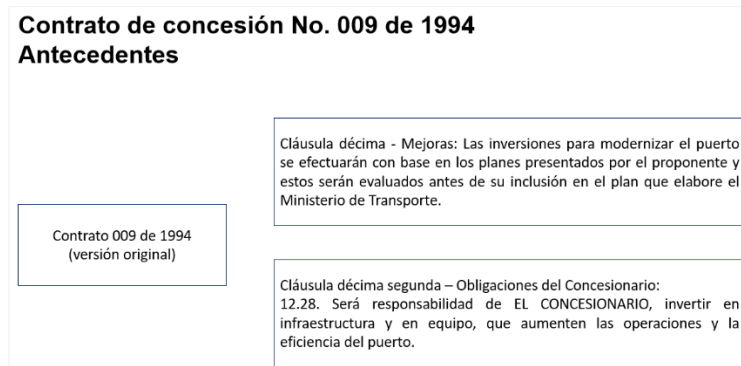 Contrato de concesión No. 009 de 1994
Antecedentes
Cláusula décima - Mejoras: Las inversiones para modernizar el puerto
se efectuarán con base en los planes presentados por el proponente y
estos serán evaluados antes de su inclusión en el plan que elabore el
Ministerio de Transporte.
Contrato 009 de 1994
(versión original)
Cláusula décima segunda – Obligaciones del Concesionario:
12.28. Será responsabilidad de EL CONCESIONARIO, invertir en
infraestructura y en equipo, que aumenten las operaciones y la
eficiencia del puerto.